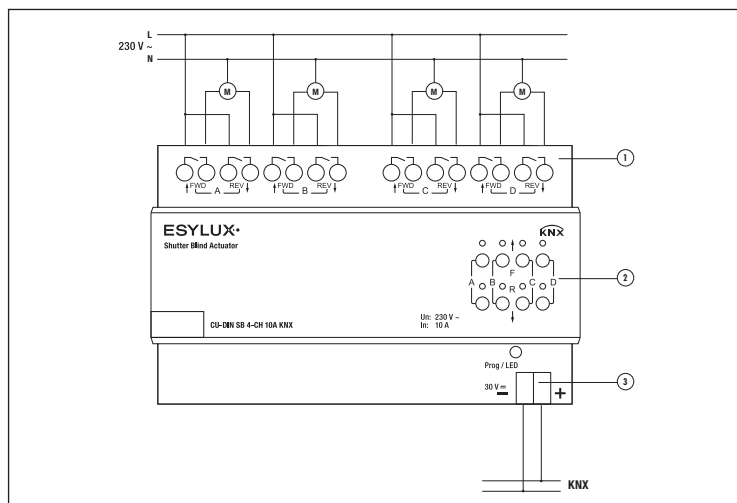 L
230 V ~
N
M M M M
1
FWD REV FWD REV FWD REV FWD REV
A B C D
ESYLUX
KNX
Shutter Blind Actuator
F
A B C D
2
R
Un: 230 V ~
CU-DIN SB 4-CH 10A KNX
In: 10 A
Prog / LED
30 V
3
+
KNX